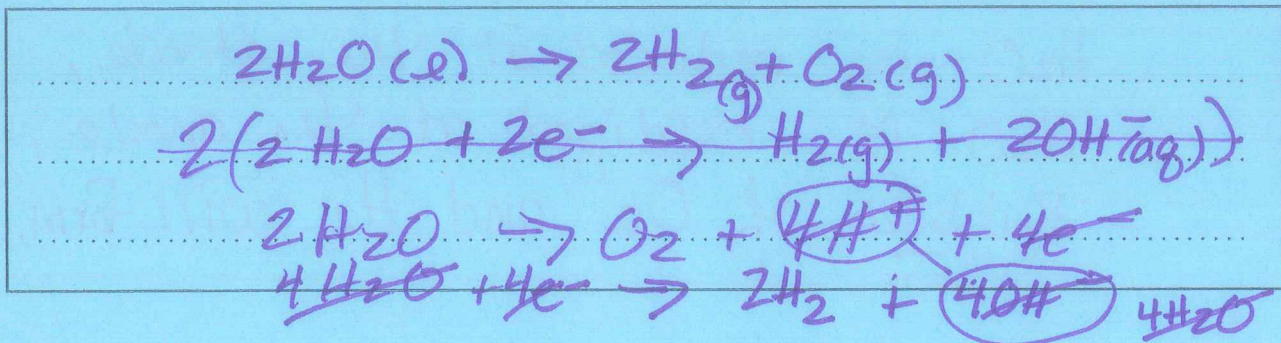 2H₂O(l) → 2H₂(g) + O₂(g)
2(2H₂O + 2e⁻ → H₂(g) + 2OH⁻(aq))
2H₂O → O₂ + 4H⁺ + 4e⁻
4H₂O + 4e⁻ → 2H₂ + 4OH⁻ 4H₂O